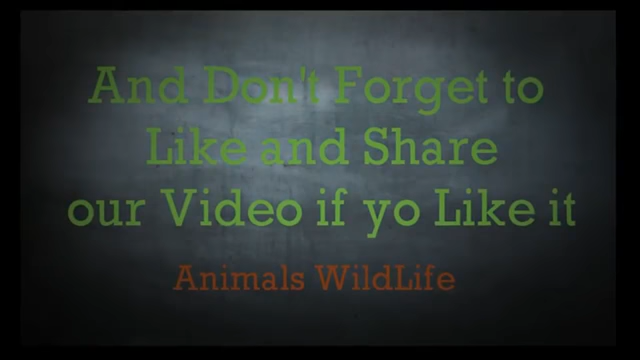 And Don't Forget to
Like and Share
our Video if yo Like it
Animals WildLife